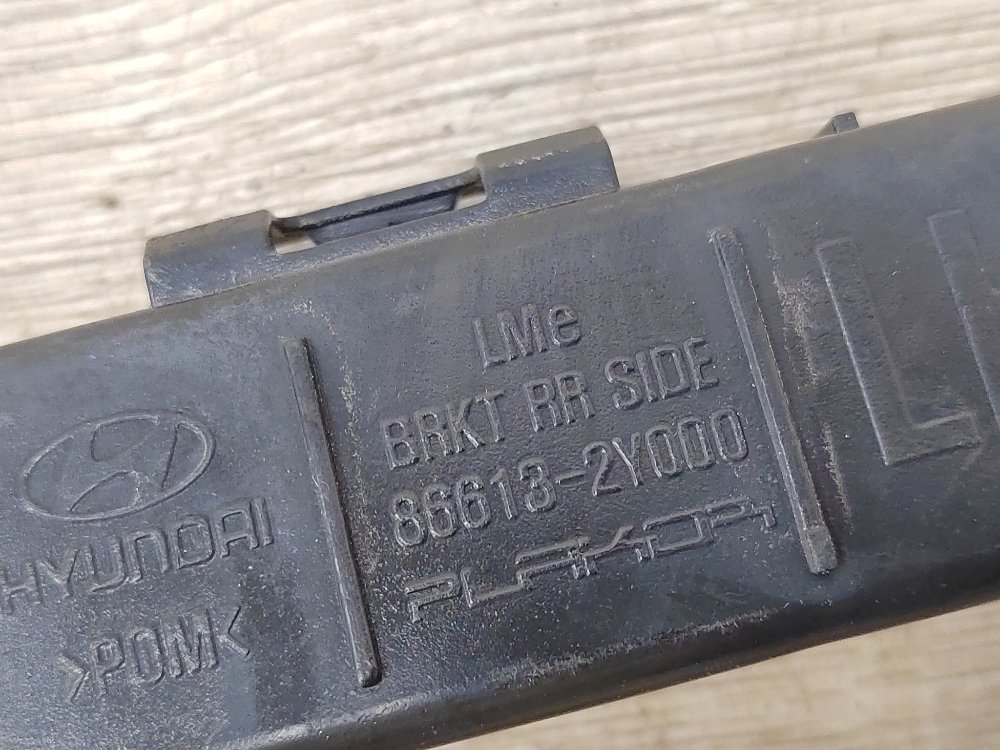 HYUNDAI
>POM<
LMe
BRKT RR SIDE
86613-2Y000
PLAKOR